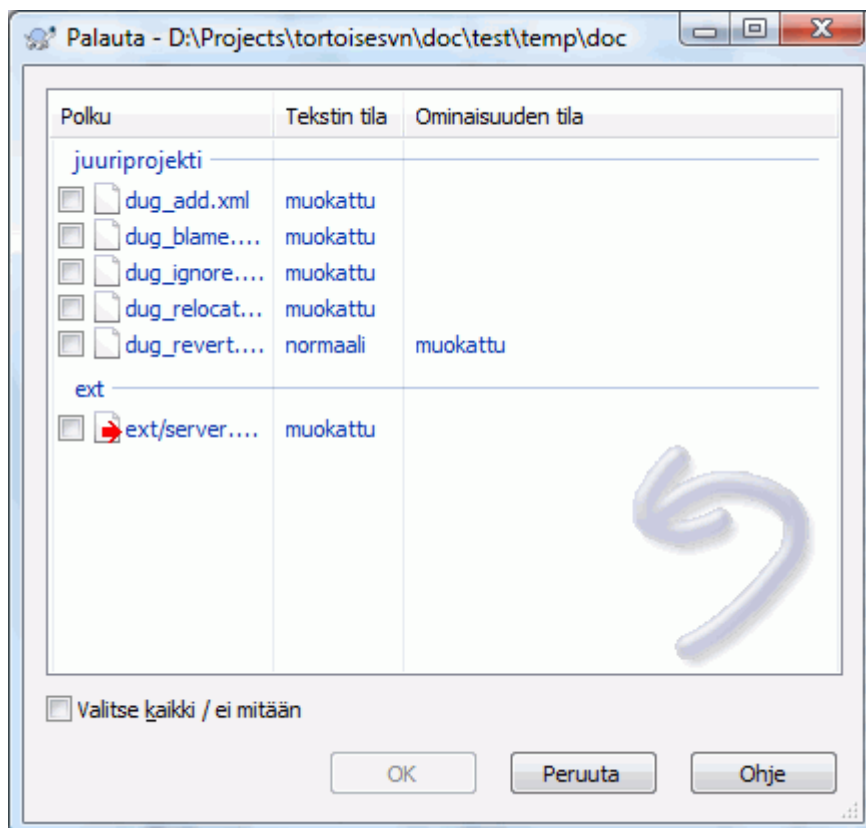 Palauta - D:\Projects\tortoisesvn\doc\test\temp\doc
Polku Tekstin tila Ominaisuuden tila
juuriprojekti
dug_add.xml muokattu
dug_blame.... muokattu
dug_ignore.... muokattu
dug_relocat... muokattu
dug_revert.... normaali muokattu
ext
ext/server.... muokattu
Valitse kaikki / ei mitään
OK Peruuta Ohje